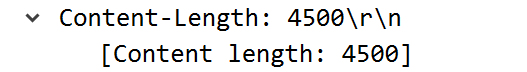 Content-Length: 4500\r\n
[Content length: 4500]